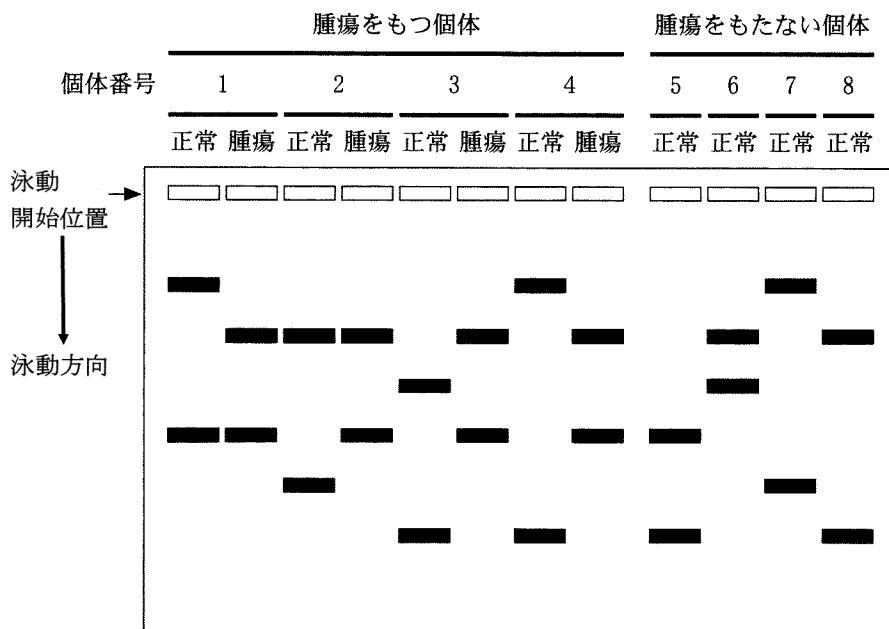 腫瘍をもつ個体 腫瘍をもたない個体
個体番号 1 2 3 4 5 6 7 8
正常 腫瘍 正常 腫瘍 正常 腫瘍 正常 腫瘍 正常 正常 正常 正常
泳動
開始位置
泳動方向